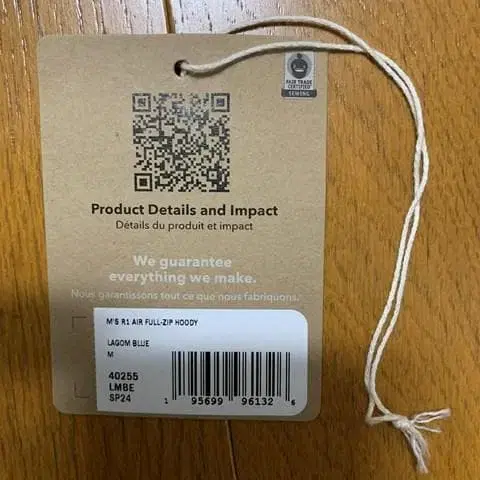 FAIR TRADE
CERTIFIED
SEWING
Product Details and Impact
Détails du produit et impact
We guarantee
everything we make.
Nous garantissons tout ce que nous fabriquons.
M'S R1 AIR FULL-ZIP HOODY
LAGOM BLUE
M
40255
LMBE
SP24
1 95699 96132 6